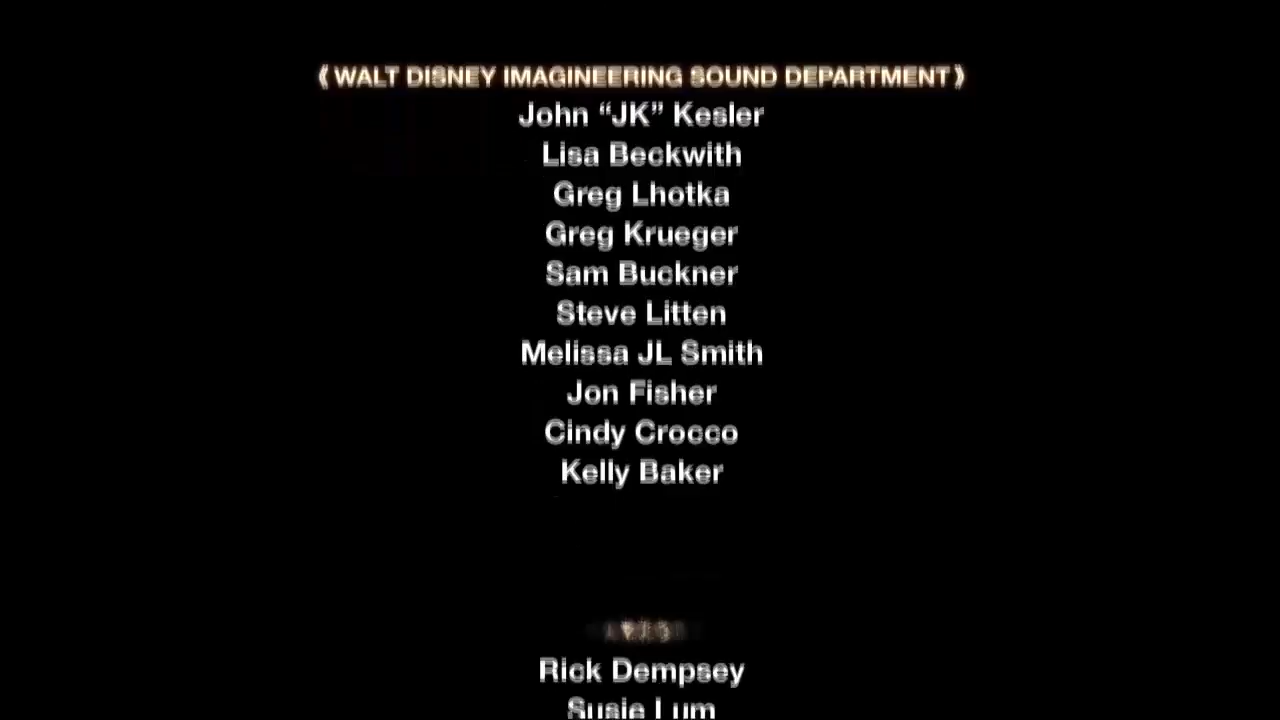 ⟪ WALT DISNEY IMAGINEERING SOUND DEPARTMENT ⟫
John “JK” Kesler
Lisa Beckwith
Greg Lhotka
Greg Krueger
Sam Buckner
Steve Litten
Melissa JL Smith
Jon Fisher
Cindy Crocco
Kelly Baker
Rick Dempsey
Susie Lum